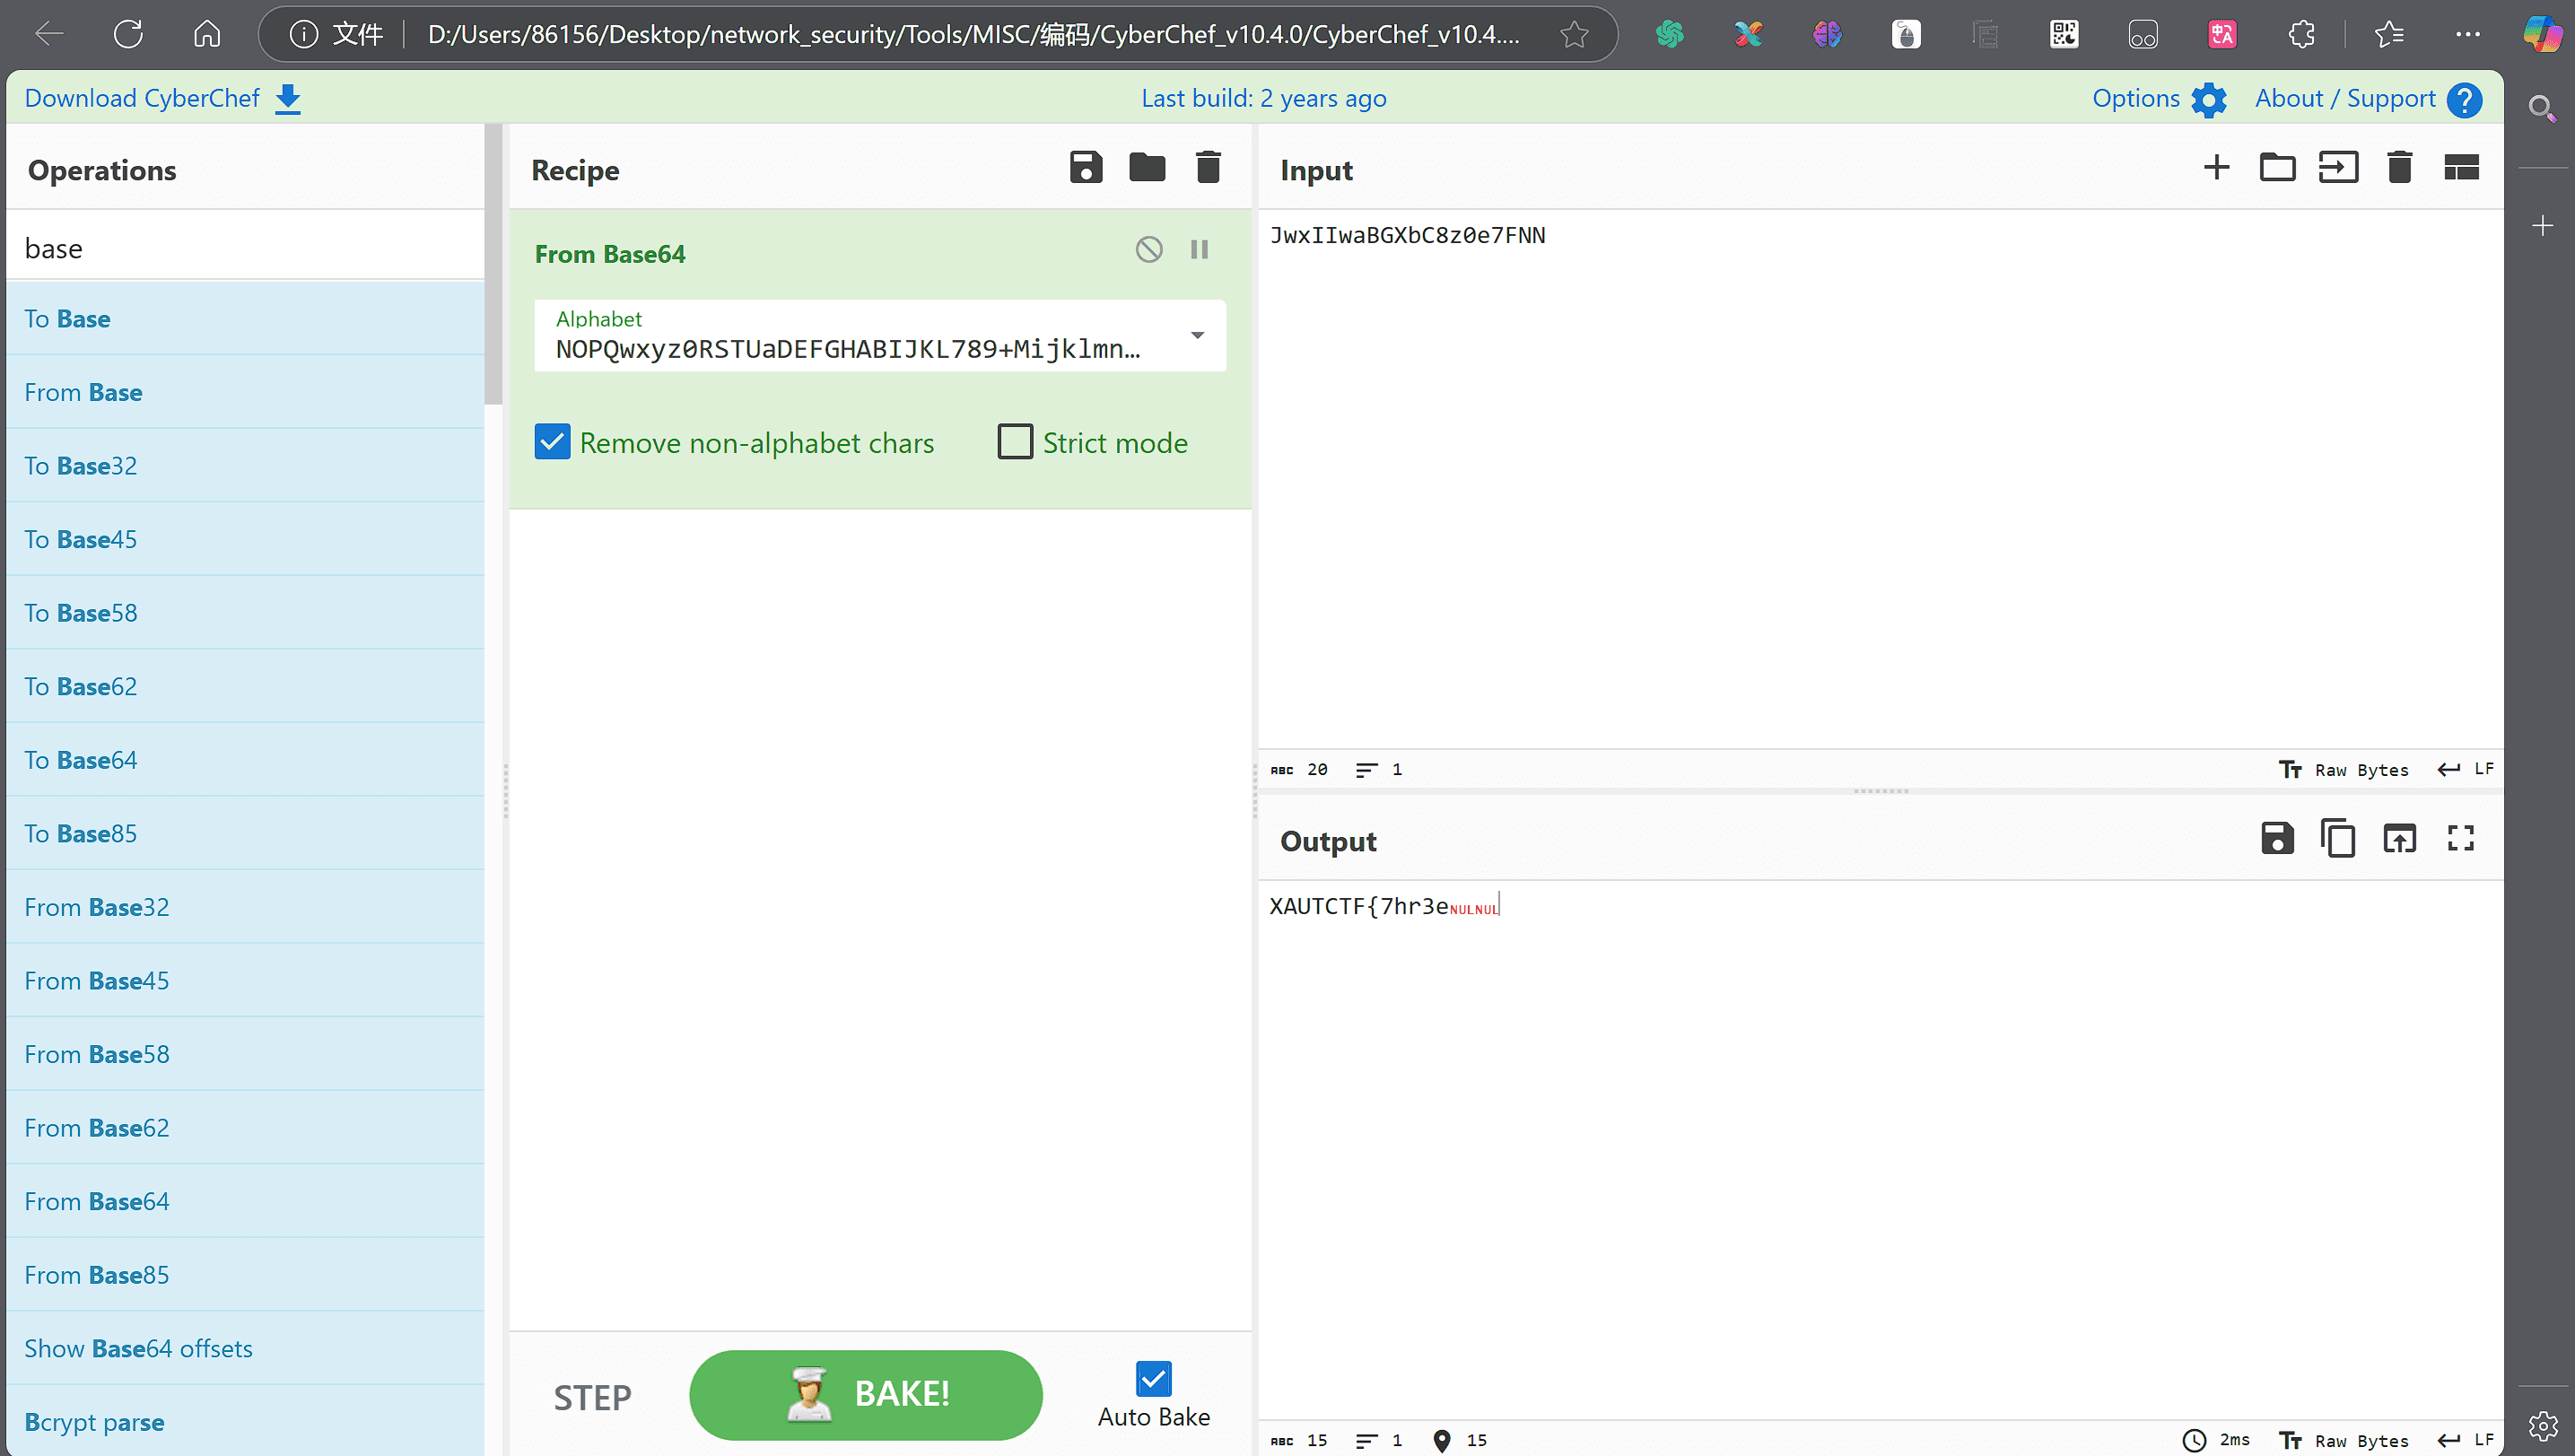 文件
D:/Users/86156/Desktop/network_security/Tools/MISC/编码/CyberChef_v10.4.0/CyberChef_v10.4....
Download CyberChef
Last build: 2 years ago
Options
About / Support
Operations
base
To Base
From Base
To Base32
To Base45
To Base58
To Base62
To Base64
To Base85
From Base32
From Base45
From Base58
From Base62
From Base64
From Base85
Show Base64 offsets
Bcrypt parse
Recipe
From Base64
Alphabet
NOPQwxyz0RSTUaDEFGHABIJKL789+Mijklmn…
Remove non-alphabet chars
Strict mode
STEP
BAKE!
Auto Bake
Input
JwxIIwaBGXbC8z0e7FNN
ABC 20 1
Raw Bytes LF
Output
XAUTCTF{7hr3eNULNUL
ABC 15 1 15
2ms Raw Bytes LF